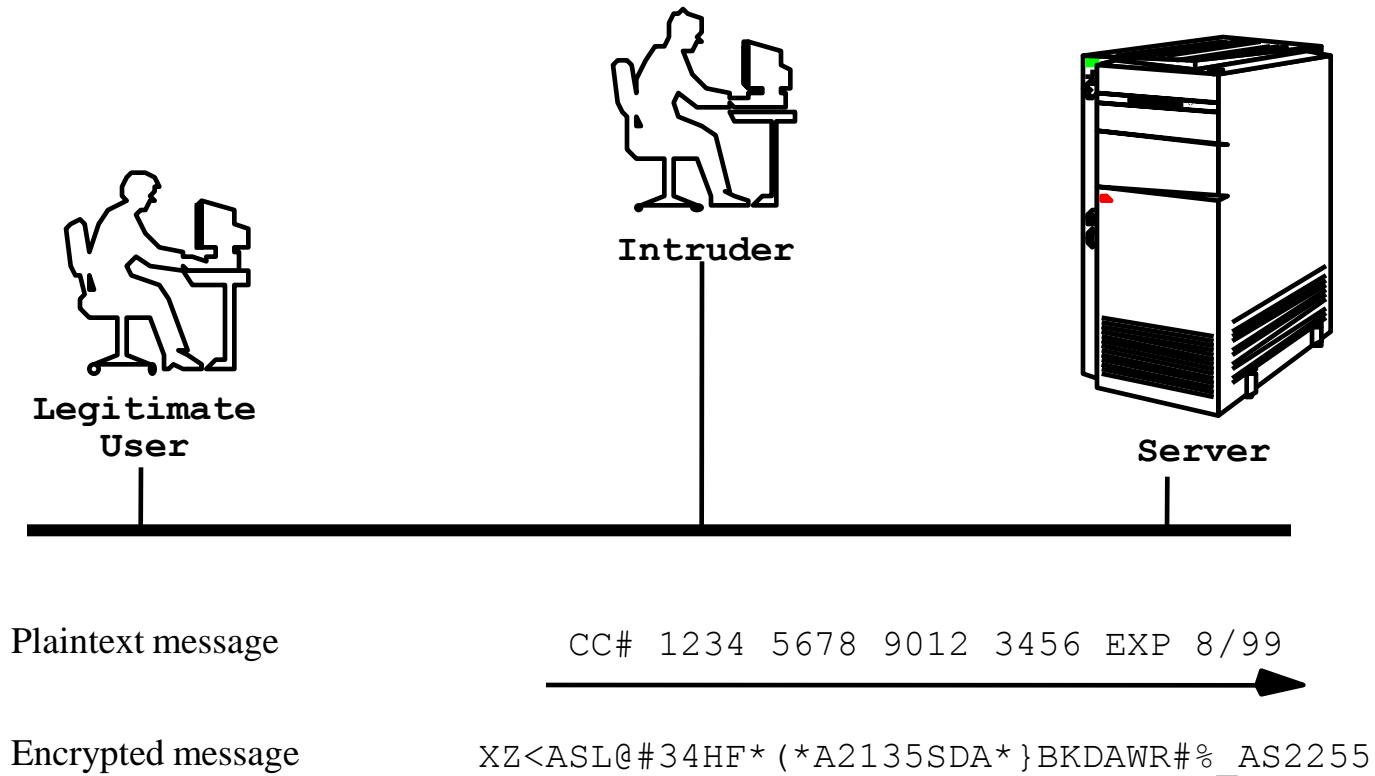 Intruder
Legitimate
User
Server
Plaintext message
CC# 1234 5678 9012 3456 EXP 8/99
Encrypted message
XZ<ASL@#34HF*(*A2135SDA*}BKDAWR#%_AS2255